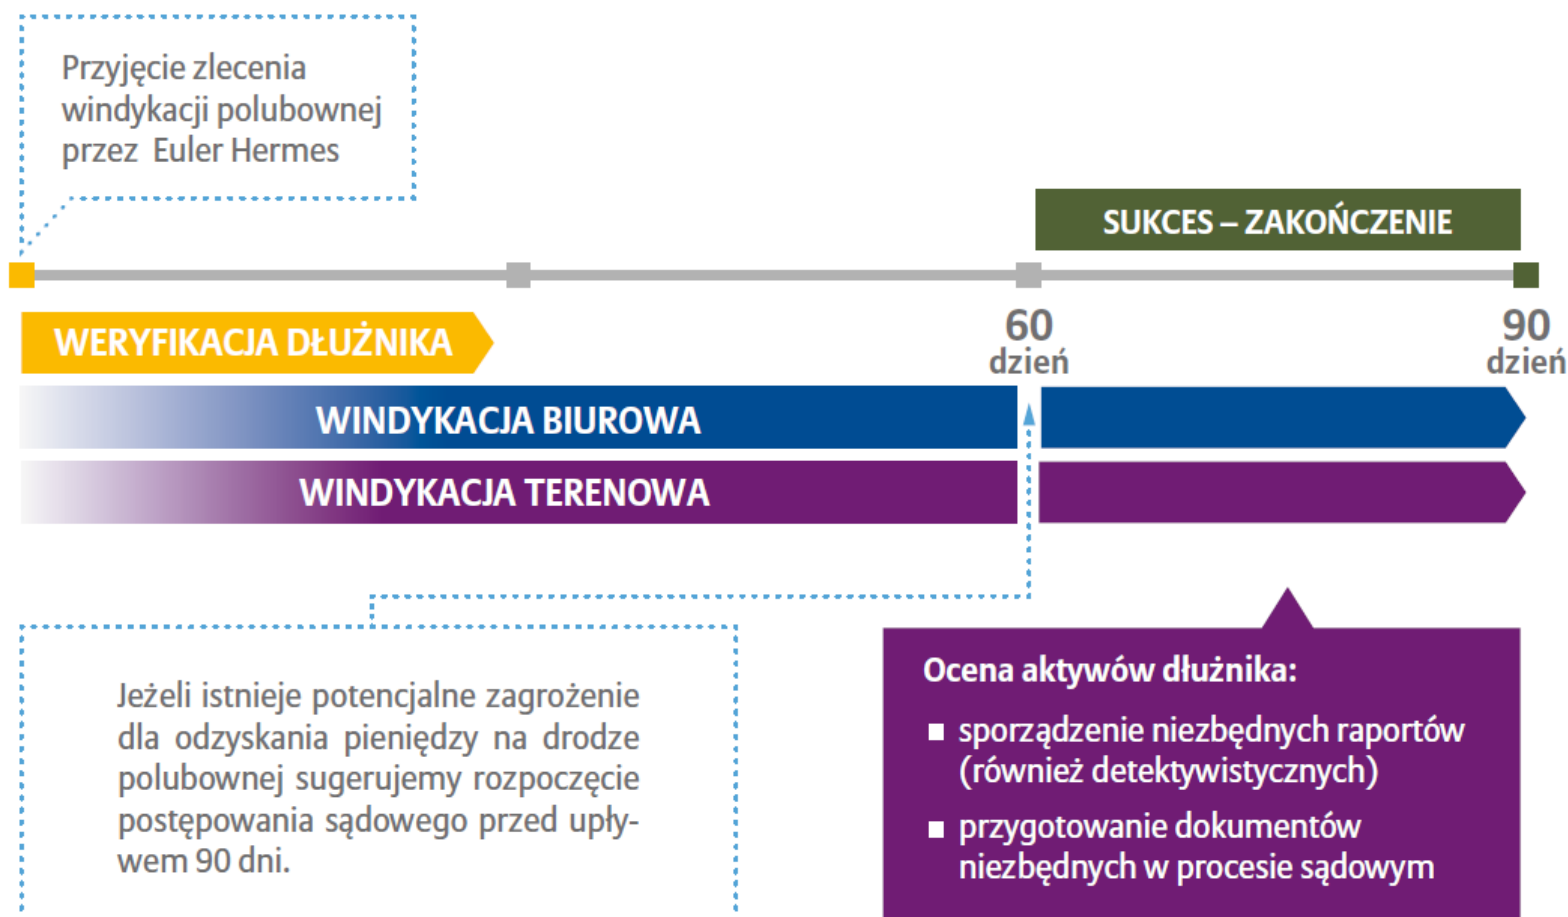 Przyjęcie zlecenia
windykacji polubownej
przez Euler Hermes
SUKCES – ZAKOŃCZENIE
WERYFIKACJA DŁUŻNIKA
60
dzień
90
dzień
WINDYKACJA BIUROWA
WINDYKACJA TERENOWA
Jeżeli istnieje potencjalne zagrożenie
dla odzyskania pieniędzy na drodze
polubownej sugerujemy rozpoczęcie
postępowania sądowego przed upły-
wem 90 dni.
Ocena aktywów dłużnika:
sporządzenie niezbędnych raportów
(również detektywistycznych)
przygotowanie dokumentów
niezbędnych w procesie sądowym